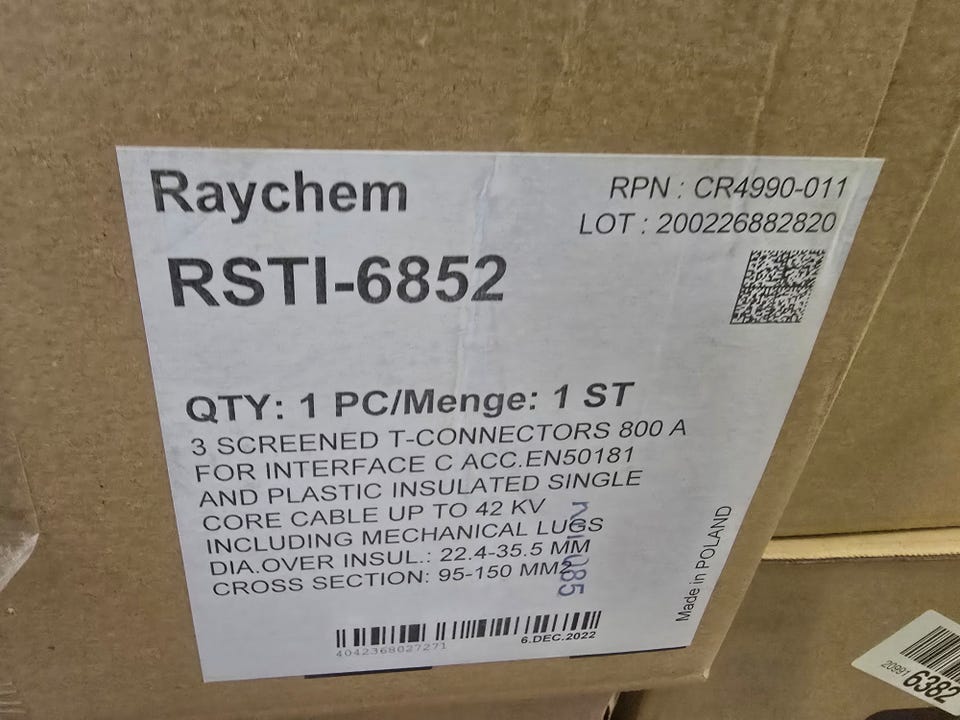 Raychem
RPN : CR4990-011
LOT : 200226882820
RSTI-6852
QTY: 1 PC/Menge: 1 ST
3 SCREENED T-CONNECTORS 800 A
FOR INTERFACE C ACC.EN50181
AND PLASTIC INSULATED SINGLE
CORE CABLE UP TO 42 KV
INCLUDING MECHANICAL LUGS
DIA.OVER INSUL.: 22.4-35.5 MM
CROSS SECTION: 95-150 MM2
Made in POLAND
4042368027271
6.DEC.2022
20991
6382